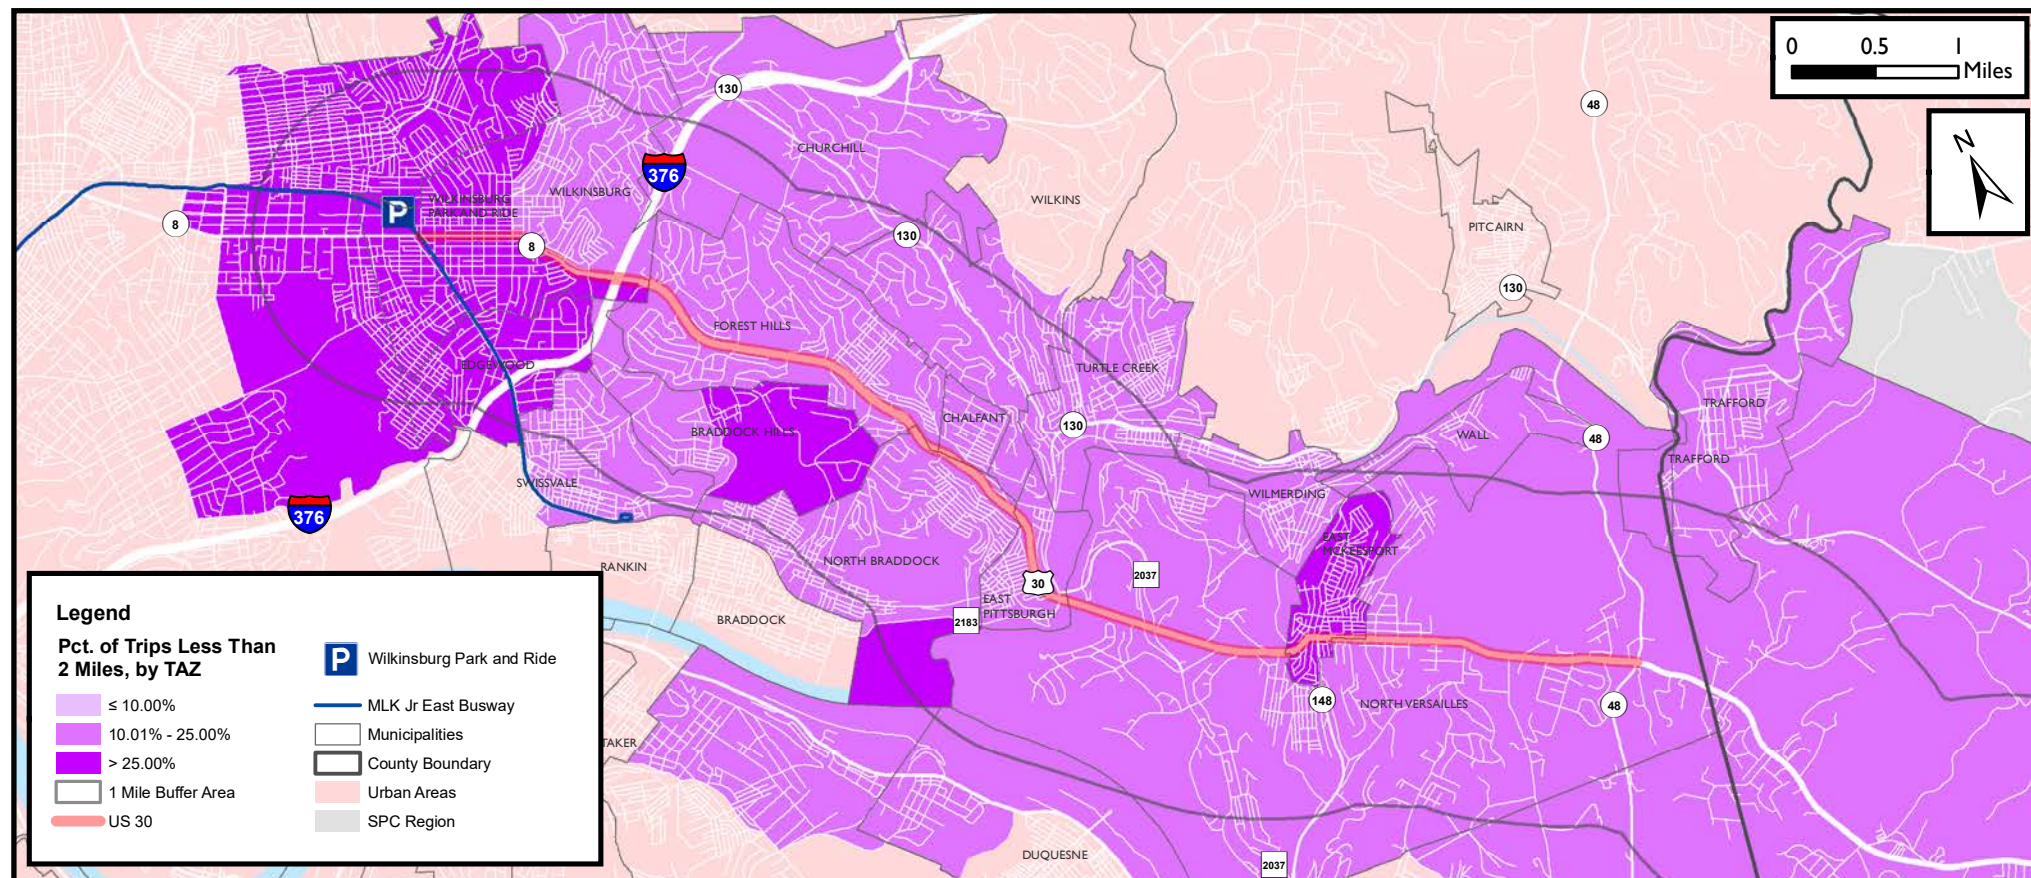 0 0.5 1
Miles
N
130
48
CHURCHILL
376
WILKINSBURG
WILKINSBURG
PARK AND RIDE
P
WILKINS
8
8
130
PITCAIRN
130
FOREST HILLS
EDGEWOOD
TURTLE CREEK
CHALFANT
BRADDOCK HILLS
130
WALL
48
TRAFFORD
TRAFFORD
SWISSVALE
WILMERDING
376
EAST
MCKEESPORT
NORTH BRADDOCK
RANKIN
30
2037
EAST
PITTSBURGH
2183
BRADDOCK
148
NORTH VERSAILLES
48
TAKER
DUQUESNE
2037
Legend
Pct. of Trips Less Than
2 Miles, by TAZ
≤ 10.00%
10.01% - 25.00%
> 25.00%
1 Mile Buffer Area
US 30
P Wilkinsburg Park and Ride
MLK Jr East Busway
Municipalities
County Boundary
Urban Areas
SPC Region